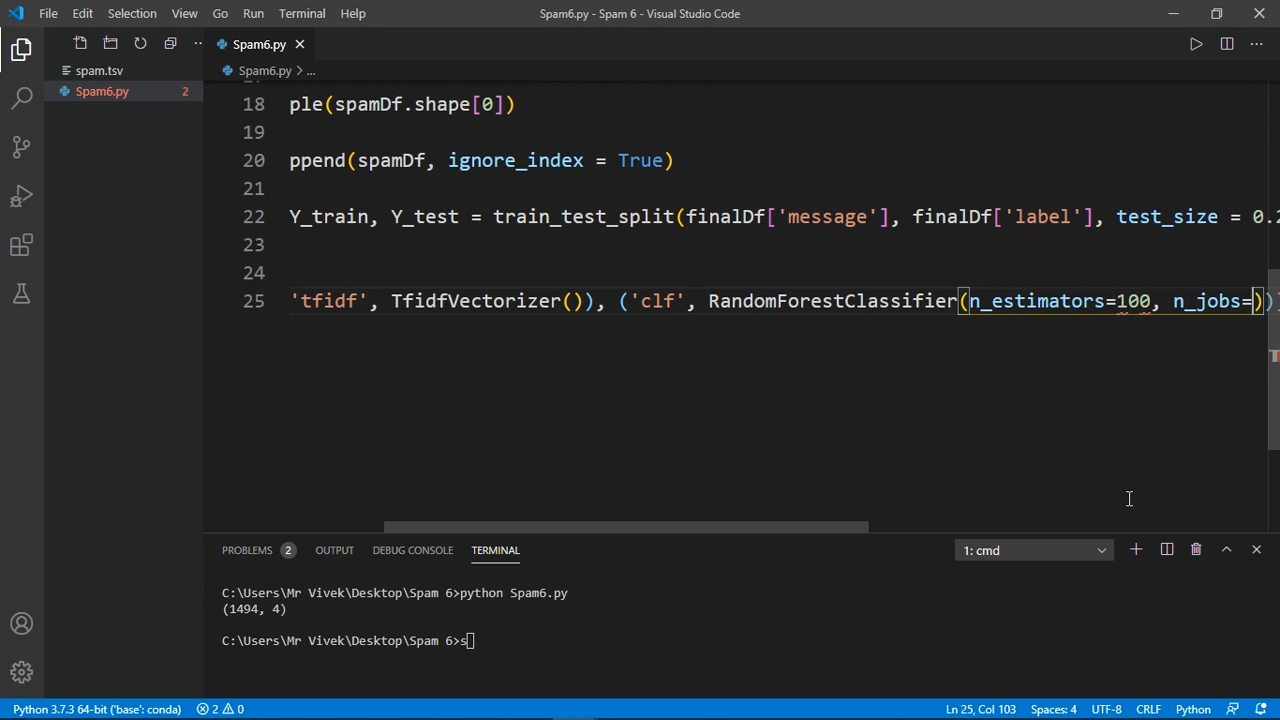 File Edit Selection View Go Run Terminal Help Spam6.py - Spam 6 - Visual Studio Code
Spam6.py
spam.tsv
Spam6.py > ...
Spam6.py 2
18 ple(spamDf.shape[0])
19
20 ppend(spamDf, ignore_index = True)
21
22 Y_train, Y_test = train_test_split(finalDf['message'], finalDf['label'], test_size = 0.2
23
24
25 'tfidf', TfidfVectorizer()), ('clf', RandomForestClassifier(n_estimators=100, n_jobs=))]
PROBLEMS 2 OUTPUT DEBUG CONSOLE TERMINAL 1: cmd
C:\Users\Mr Vivek\Desktop\Spam 6>python Spam6.py
(1494, 4)
C:\Users\Mr Vivek\Desktop\Spam 6>s
Python 3.7.3 64-bit ('base': conda) 2 0 Ln 25, Col 103 Spaces: 4 UTF-8 CRLF Python